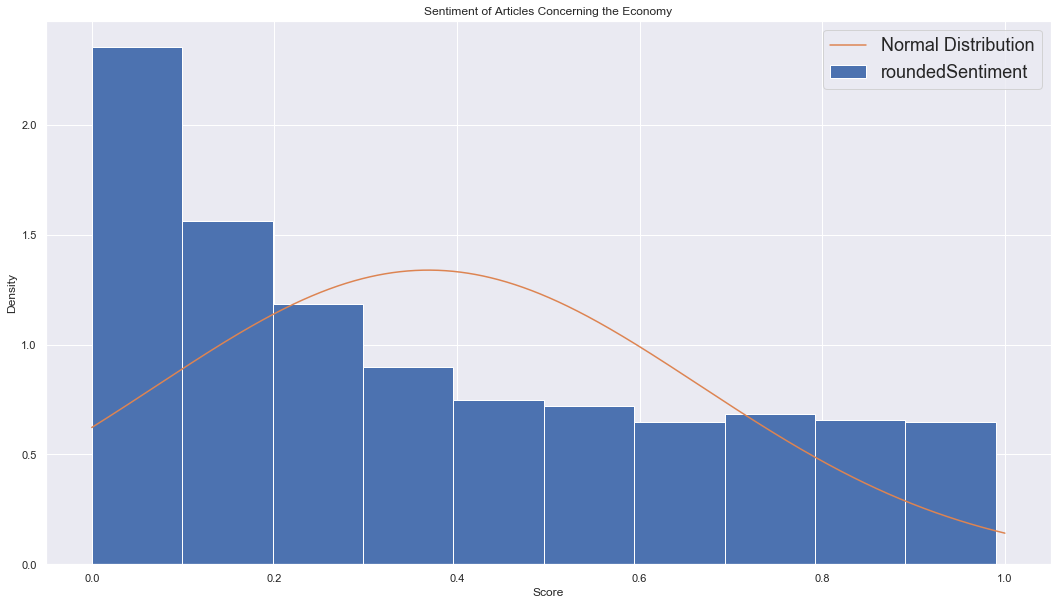 Sentiment of Articles Concerning the Economy
Normal Distribution
roundedSentiment
Density
2.0
1.5
1.0
0.5
0.0
0.0 0.2 0.4 0.6 0.8 1.0
Score